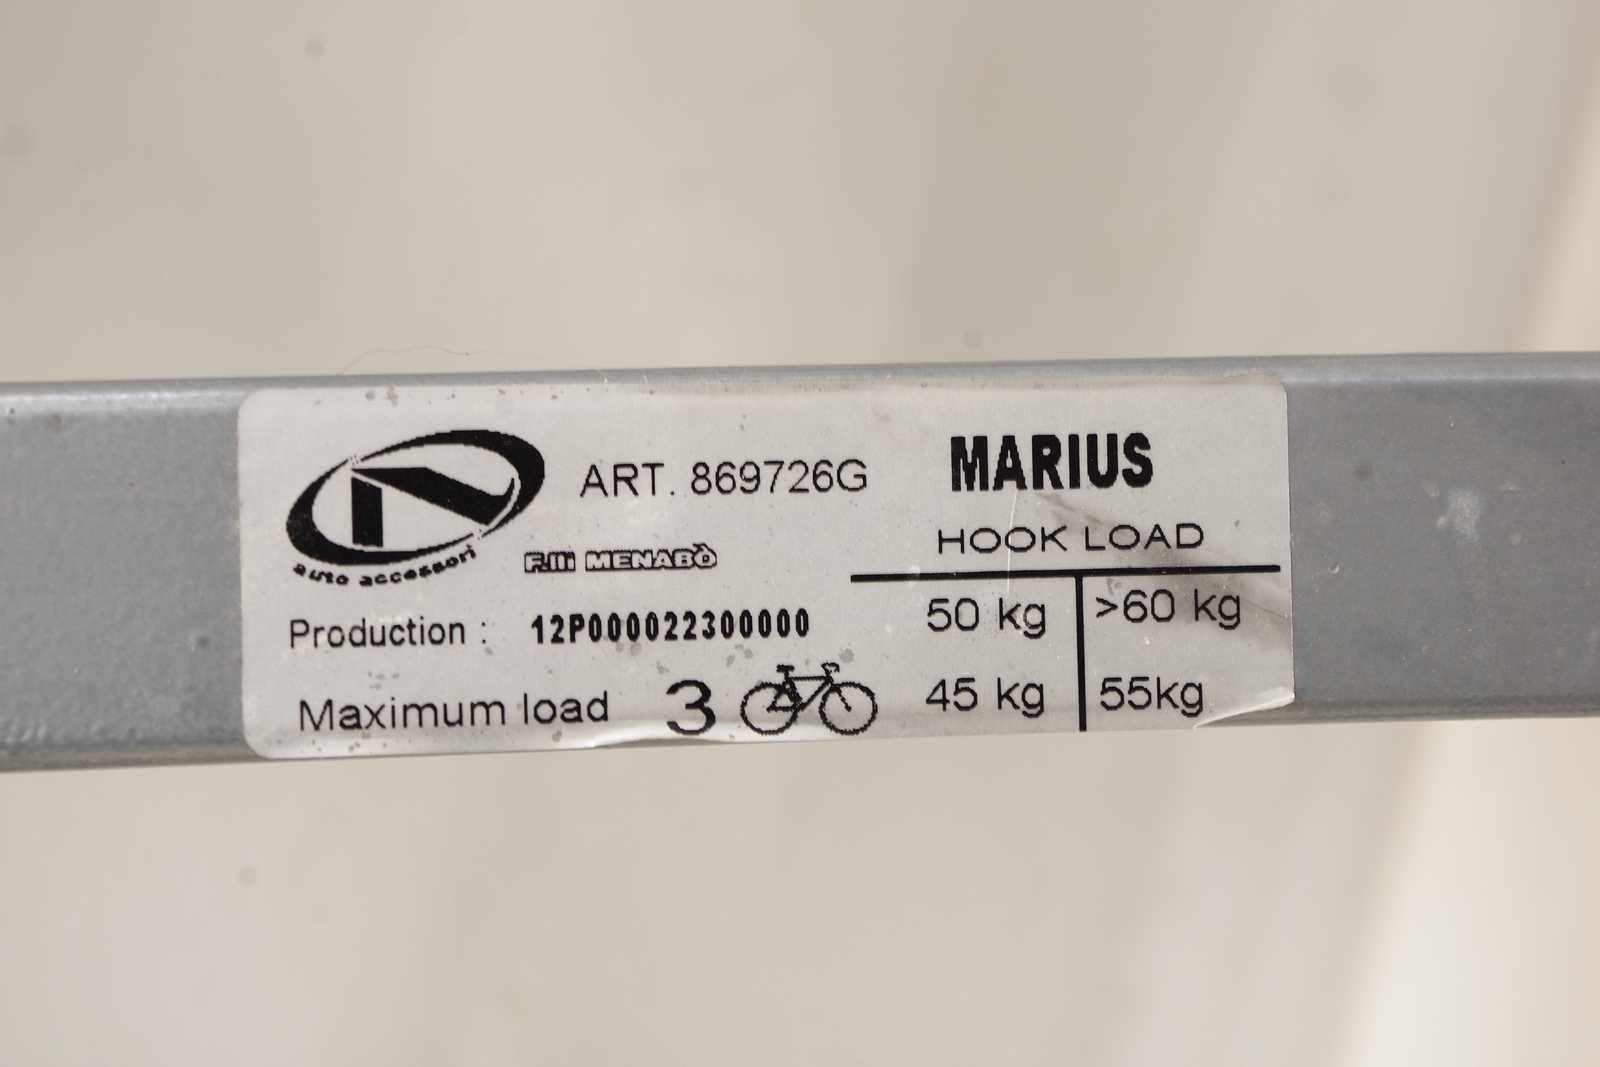 auto accessori
ART. 869726G
F.lli MENABÒ
Production : 12P000022300000
Maximum load 3
MARIUS
HOOK LOAD
50 kg >60 kg
45 kg 55kg